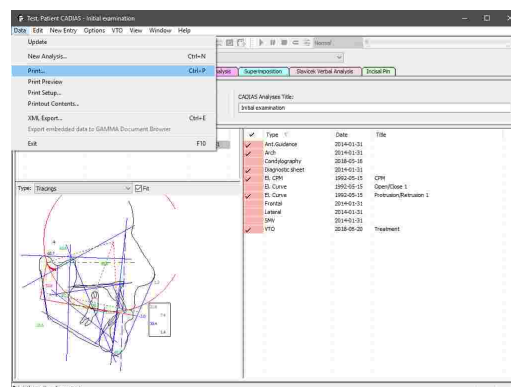 Test, Patient CADIAS - Initial examination
Data Edit New Entry Options VTO View Window Help
Update
New Analysis... Ctrl+N
Print... Ctrl+P
Print Preview
Print Setup...
Printout Contents...
XML Export... Ctrl+E
Export embedded data to GAMMA Document Browser
Exit F10
Normal
Superimposition Slavicek Verbal Analysis Incisal Pin
CADIAS Analyses Title:
Initial examination
Type Date Title
Ant.Guidance 2014-01-31
Arch 2014-01-31
Condylography 2018-05-16
Diagnostic sheet 2014-01-31
El. CPM 1992-05-15 CPM
El. Curve 1992-05-15 Open/Close 1
El. Curve 1992-05-15 Protrusion/Retrusion 1
Frontal 2014-01-31
Lateral 2014-01-31
SMV 2014-01-31
VTO 2018-05-20 Treatment
Type: Tracings Fit